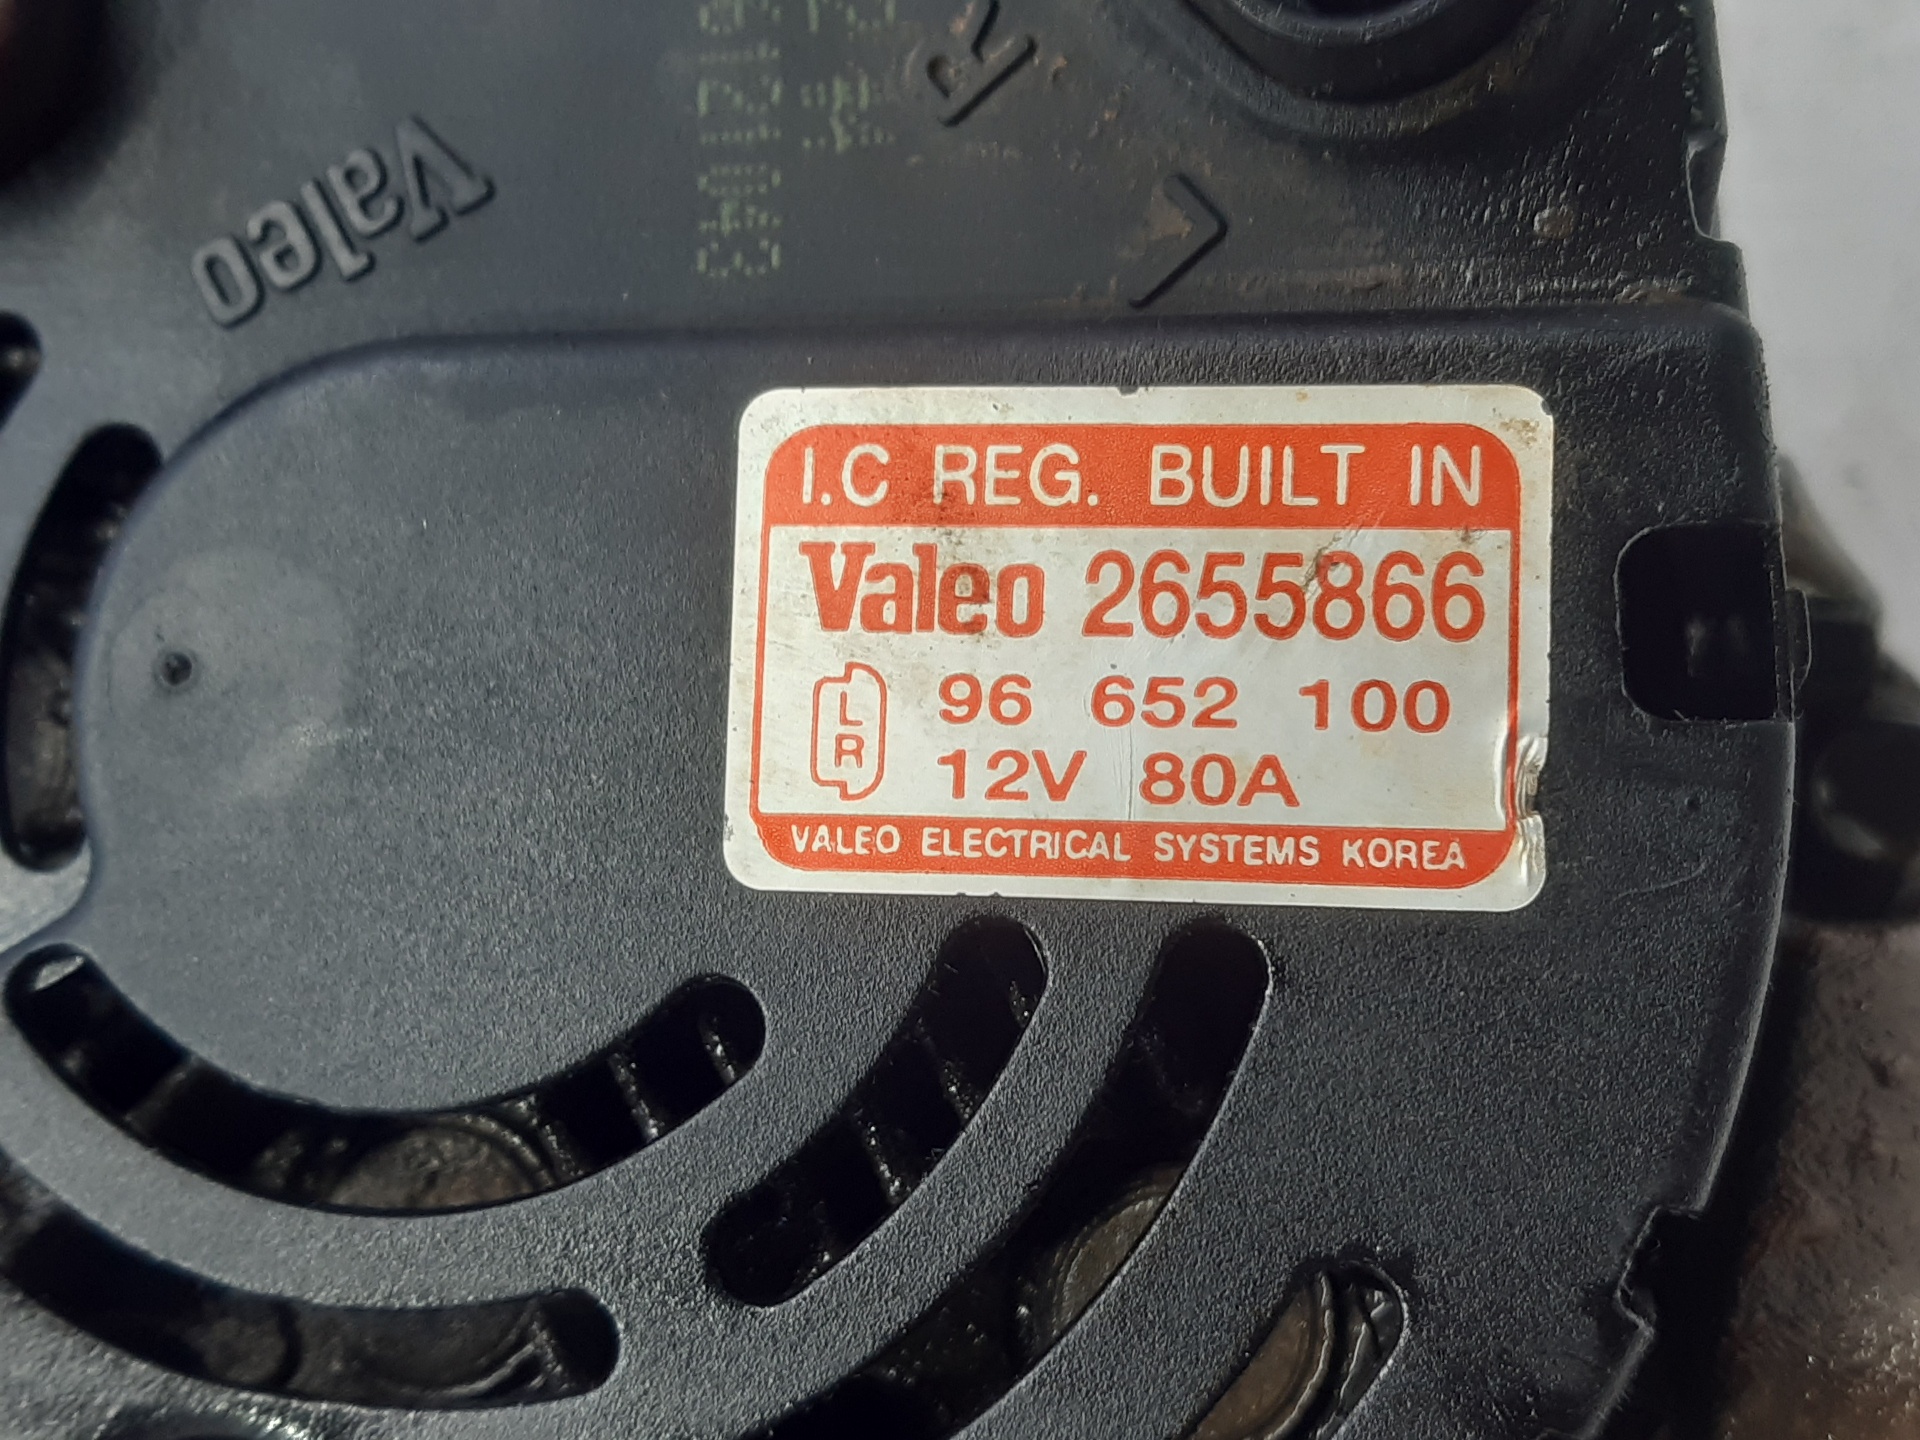 Valeo
R
I.C REG. BUILT IN
Valeo 2655866
L
R
96 652 100
12V 80A
VALEO ELECTRICAL SYSTEMS KOREA